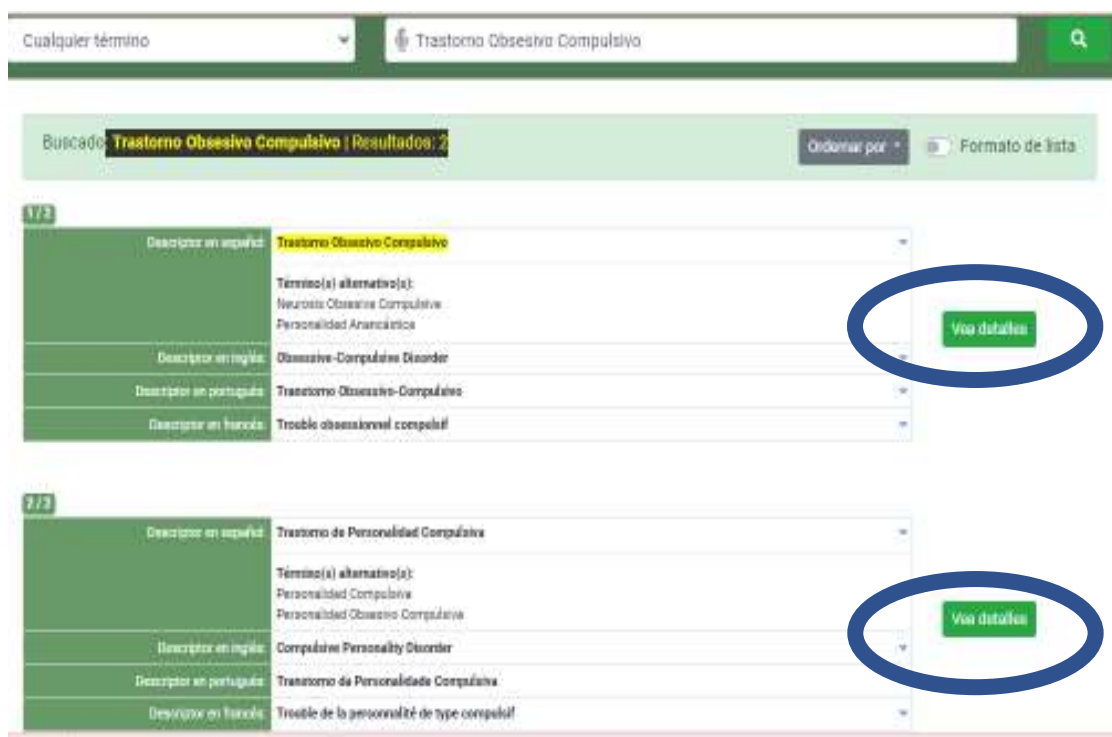 Cualquier término
Trastorno Obsesivo Compulsivo
Buscado: Trastorno Obsesivo Compulsivo | Resultados: 2
Ordernar por
Formato de lista
1 / 2
Descriptor en español: Trastorno Obsesivo Compulsivo
Término(s) alternativo(s):
Neurosis Obsesiva Compulsiva
Personalidad Anancástica
Vea detalles
Descriptor en inglés: Obsessive-Compulsive Disorder
Descriptor en portugués: Transtorno Obsessivo-Compulsivo
Descriptor en francés: Trouble obsessionnel compulsif
2 / 2
Descriptor en español: Trastorno de Personalidad Compulsiva
Término(s) alternativo(s):
Personalidad Compulsiva
Personalidad Obsesivo Compulsiva
Vea detalles
Descriptor en inglés: Compulsive Personality Disorder
Descriptor en portugués: Transtorno da Personalidade Compulsiva
Descriptor en francés: Trouble de la personnalité de type compulsif